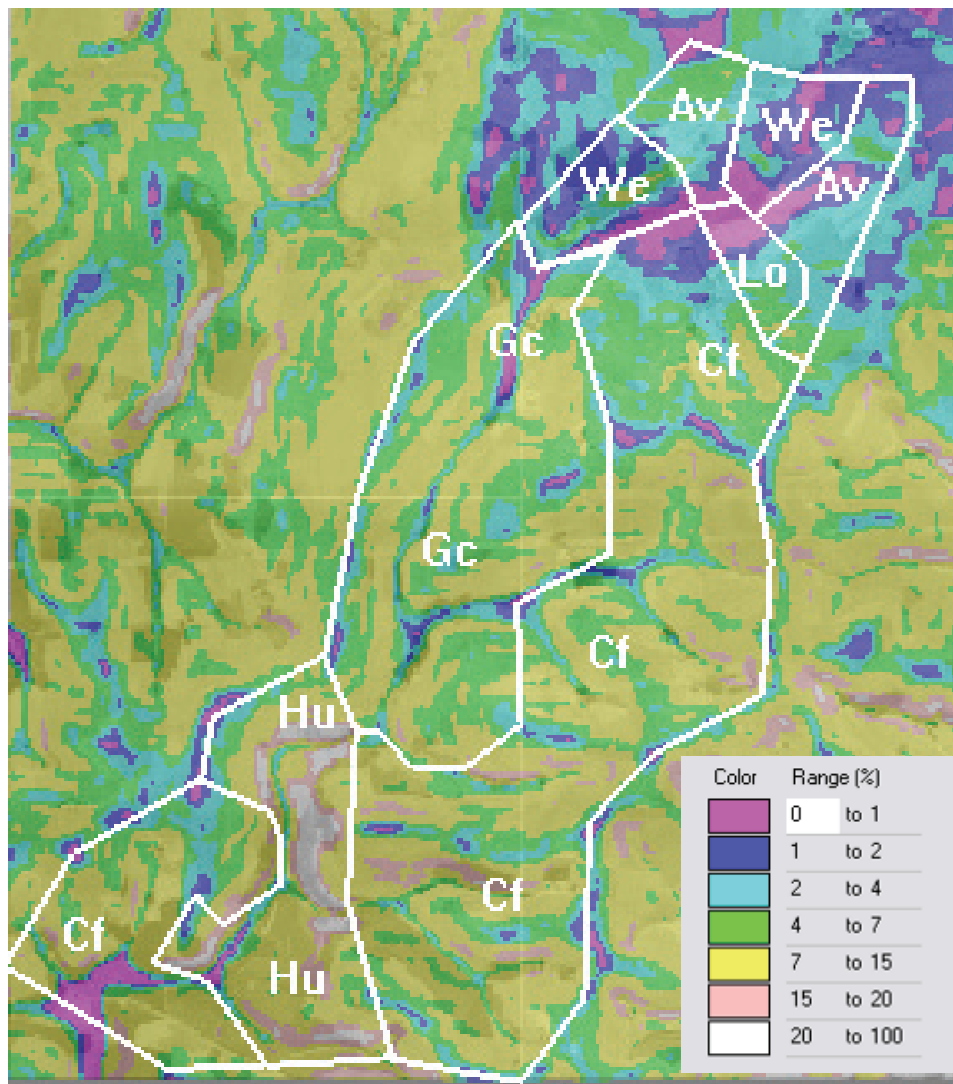 Av
We
We
Av
Lo
Gc
Cf
Gc
Cf
Hu
Cf
Cf
Hu
Color Range (%)
0 to 1
1 to 2
2 to 4
4 to 7
7 to 15
15 to 20
20 to 100